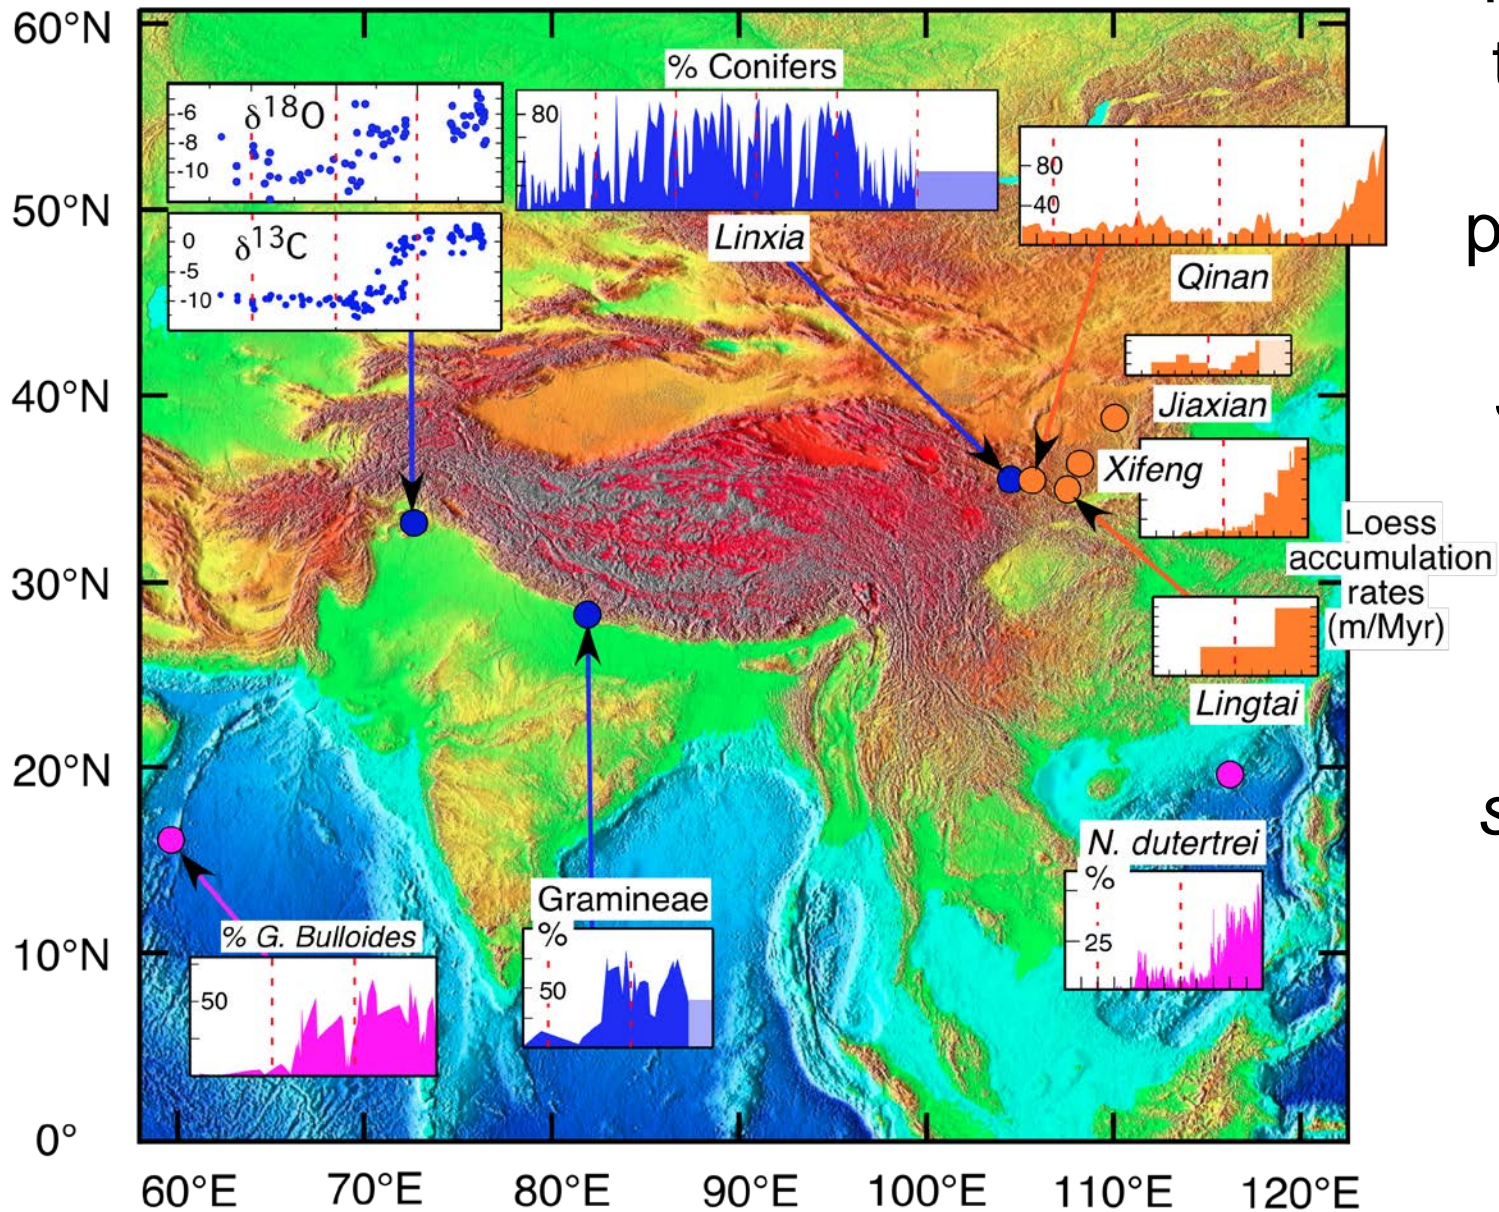 60°N
50°N
40°N
30°N
20°N
10°N
0°
60°E
70°E
80°E
90°E
100°E
110°E
120°E
δ18O
-6
-8
-10
δ13C
0
-5
-10
% Conifers
80
Linxia
80
40
Qinan
Jiaxian
Xifeng
Loess
accumulation
rates
(m/Myr)
Lingtai
N. dutertrei
%
25
Gramineae
%
50
% G. Bulloides
50
t
p
s